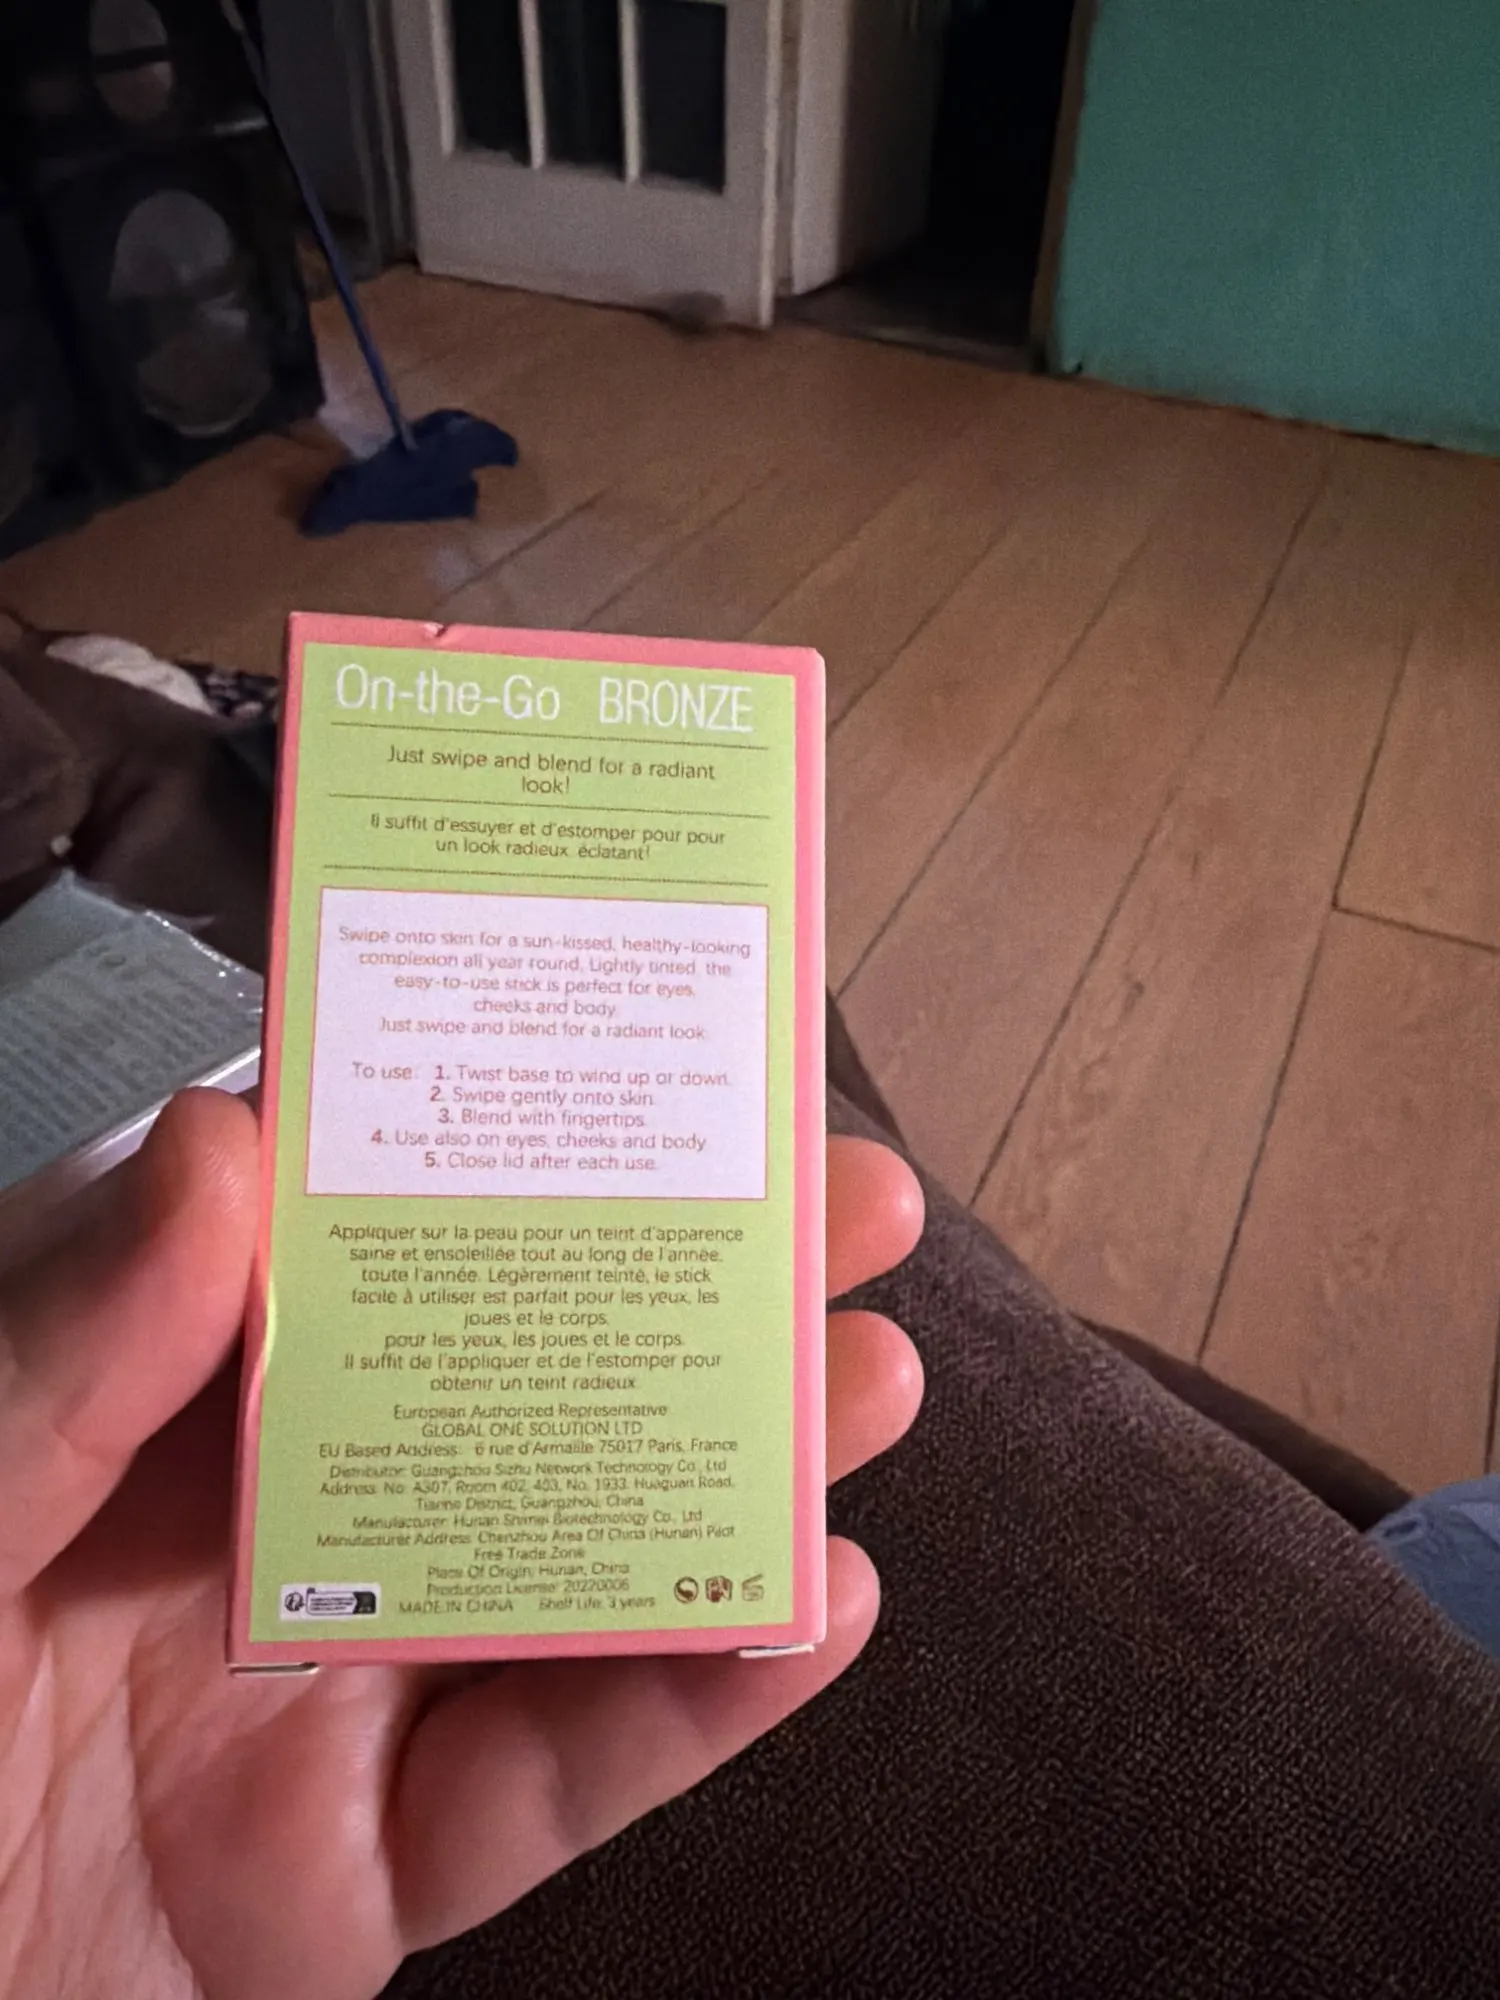 On-the-Go BRONZE
Just swipe and blend for a radiant
look!
Il suffit d'essuyer et d'estomper pour pour
un look radieux éclatant!
Swipe onto skin for a sun-kissed, healthy-looking
complexion all year round. Lightly tinted, the
easy-to-use stick is perfect for eyes,
cheeks and body.
Just swipe and blend for a radiant look.
To use: 1. Twist base to wind up or down.
2. Swipe gently onto skin.
3. Blend with fingertips.
4. Use also on eyes, cheeks and body
5. Close lid after each use.
Appliquer sur la peau pour un teint d'apparence
saine et ensoleillée tout au long de l'année.
toute l'année. Légèrement teinté, le stick
facile à utiliser est parfait pour les yeux, les
joues et le corps.
pour les yeux, les joues et le corps.
Il suffit de l'appliquer et de l'estomper pour
obtenir un teint radieux
European Authorized Representative
GLOBAL ONE SOLUTION LTD
EU Based Address: 6 rue d'Armaille 75017 Paris, France
Distributor: Guangzhou Sizhu Network Technology Co., Ltd
Address: No. A307, Room 402, 403, No. 1933, Huaguan Road,
Tianhe District, Guangzhou, China
Manufacturer: Hunan Shimei Biotechnology Co., Ltd
Manufacturer Address: Chenzhou Area Of China (Hunan) Pilot
Free Trade Zone
Place Of Origin: Hunan, China
Production License: 20220006
MADE IN CHINA Shelf Life: 3 years